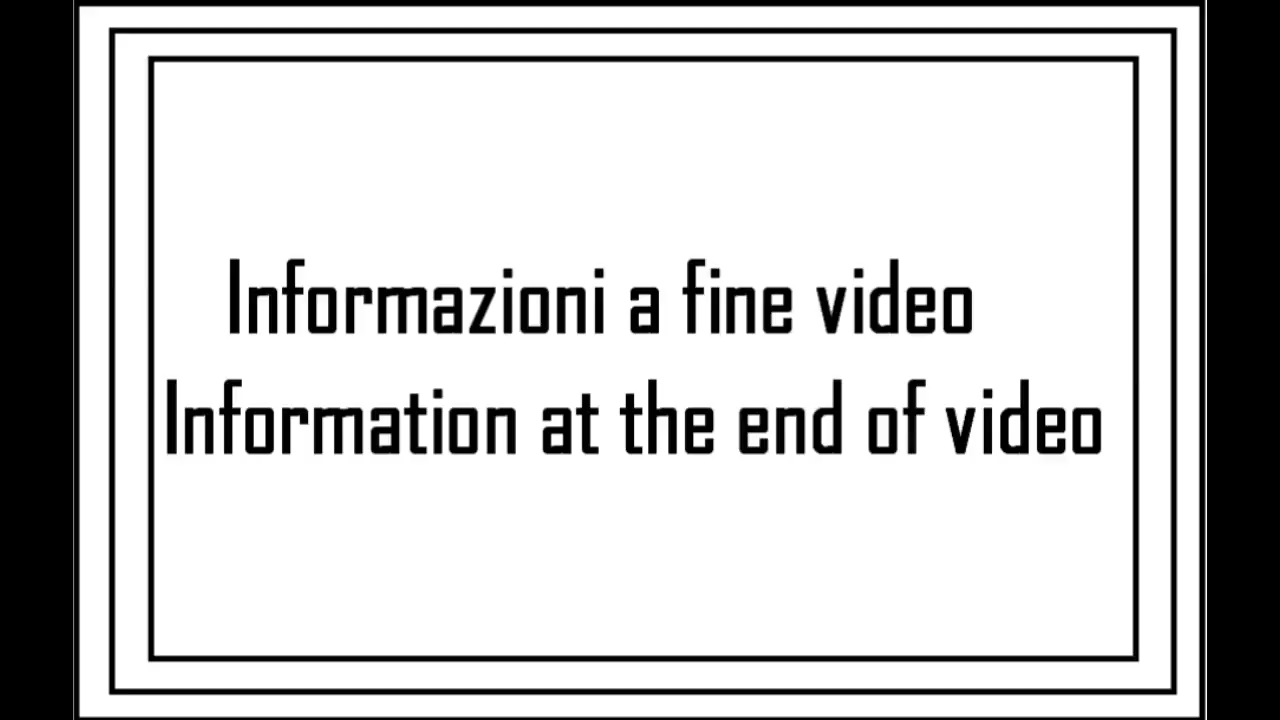 Informazioni a fine video
Information at the end of video